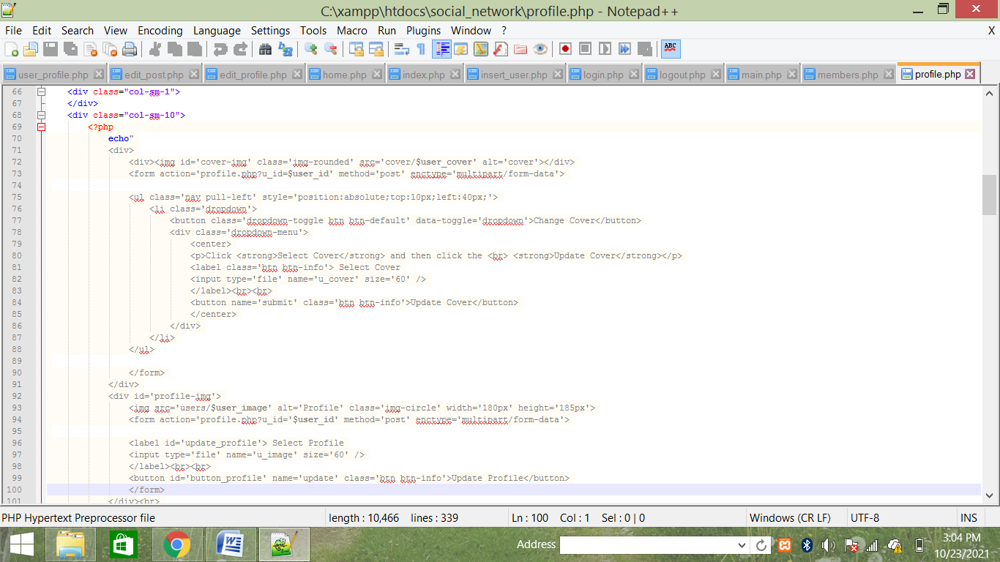 C:\xampp\htdocs\social_network\profile.php - Notepad++
File Edit Search View Encoding Language Settings Tools Macro Run Plugins Window ? X
ABC
user_profile.php edit_post.php edit_profile.php home.php index.php insert_user.php login.php logout.php main.php members.php profile.php
66 <div class="col-sm-1">
67 </div>
68 <div class="col-sm-10">
69 <?php
70 echo"
71 <div>
72 <div><img id='cover-img' class='img-rounded' src='cover/$user_cover' alt='cover'></div>
73 <form action='profile.php?u_id=$user_id' method='post' enctype='multipart/form-data'>
74
75 <ul class='nav pull-left' style='position:absolute;top:10px;left:40px;'>
76 <li class='dropdown'>
77 <button class='dropdown-toggle btn btn-default' data-toggle='dropdown'>Change Cover</button>
78 <div class='dropdown-menu'>
79 <center>
80 <p>Click <strong>Select Cover</strong> and then click the <br> <strong>Update Cover</strong></p>
81 <label class='btn btn-info'> Select Cover
82 <input type='file' name='u_cover' size='60' />
83 </label><br><br>
84 <button name='submit' class='btn btn-info'>Update Cover</button>
85 </center>
86 </div>
87 </li>
88 </ul>
89
90 </form>
91 </div>
92 <div id='profile-img'>
93 <img src='users/$user_image' alt='Profile' class='img-circle' width='180px' height='185px'>
94 <form action='profile.php?u_id='$user_id' method='post' enctype='multipart/form-data'>
95
96 <label id='update_profile'> Select Profile
97 <input type='file' name='u_image' size='60' />
98 </label><br><br>
99 <button id='button_profile' name='update' class='btn btn-info'>Update Profile</button>
100 </form>
101 </div><br>
PHP Hypertext Preprocessor file length : 10,466 lines : 339 Ln : 100 Col : 1 Sel : 0 | 0 Windows (CR LF) UTF-8 INS
Address
3:04 PM
10/23/2021